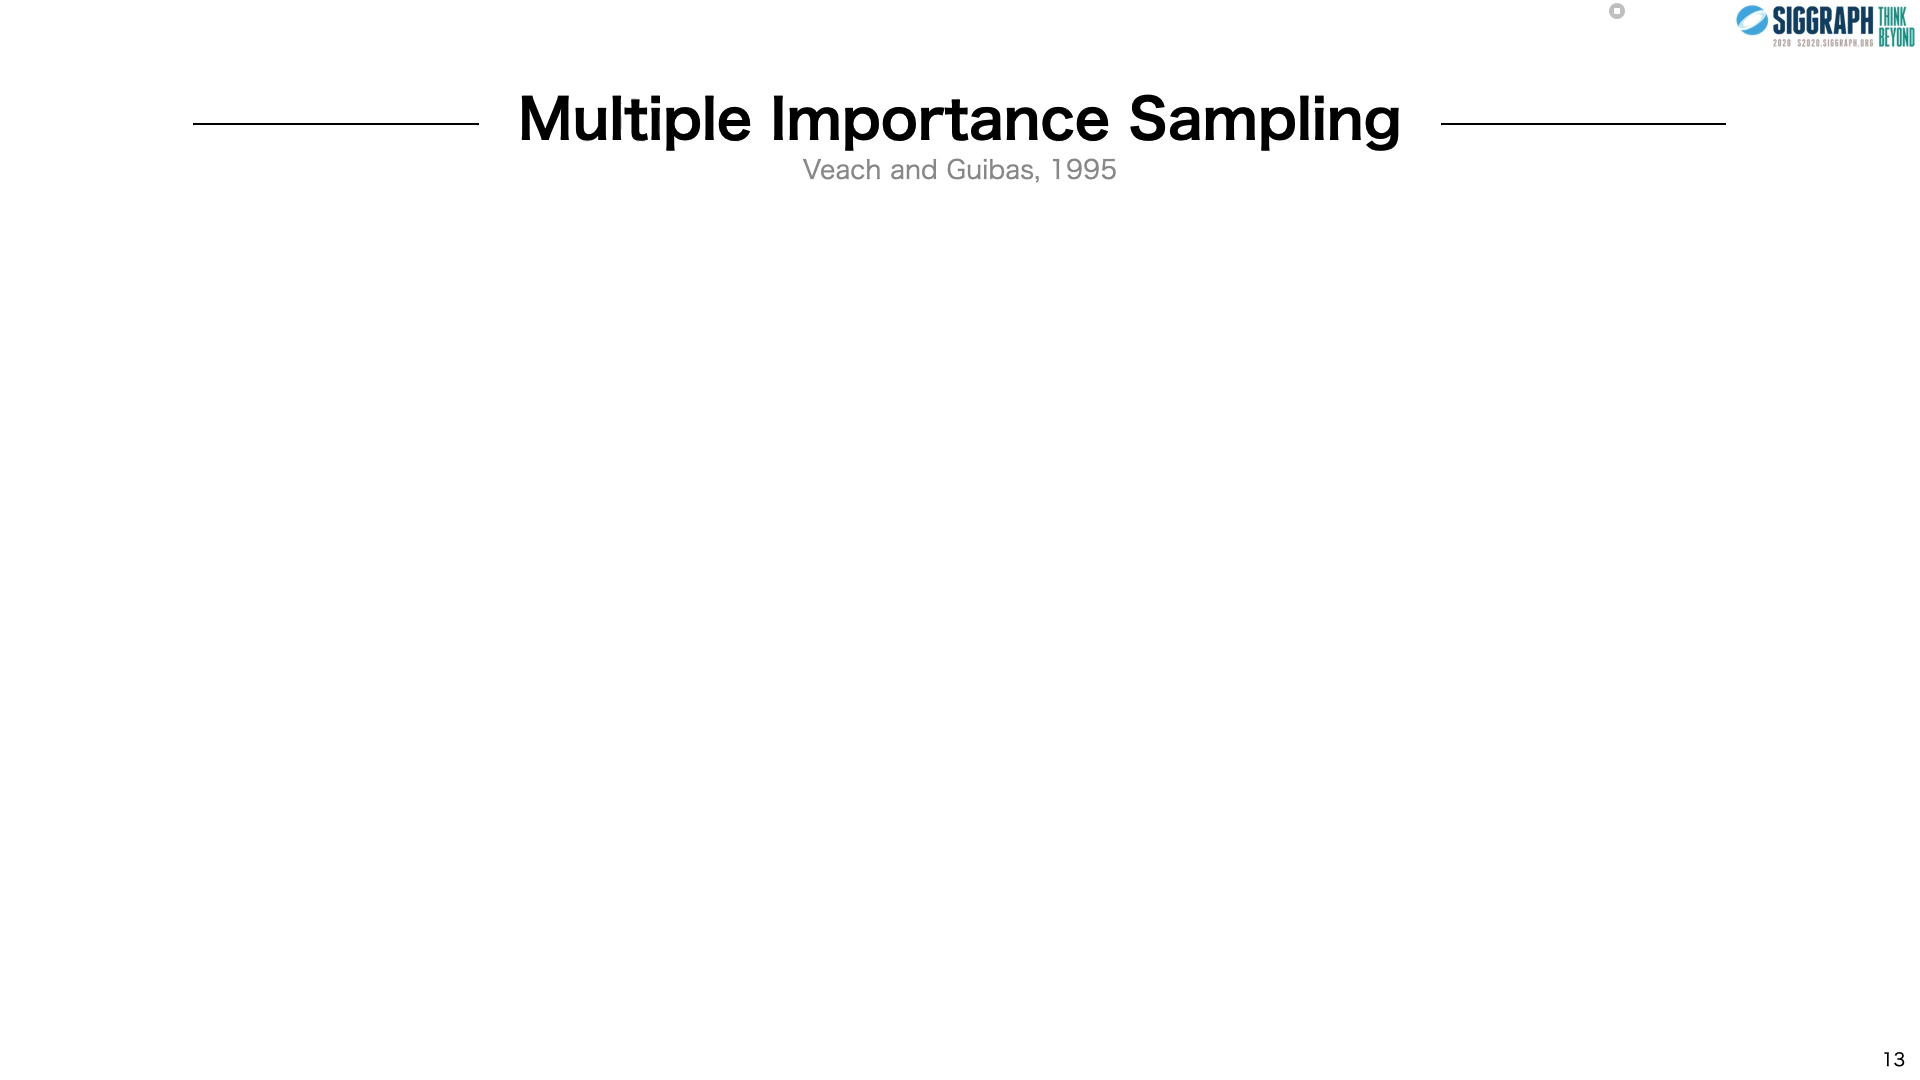 SIGGRAPH THINK
2020 S2020.SIGGRAPH.ORG BEYOND
Multiple Importance Sampling
Veach and Guibas, 1995
13